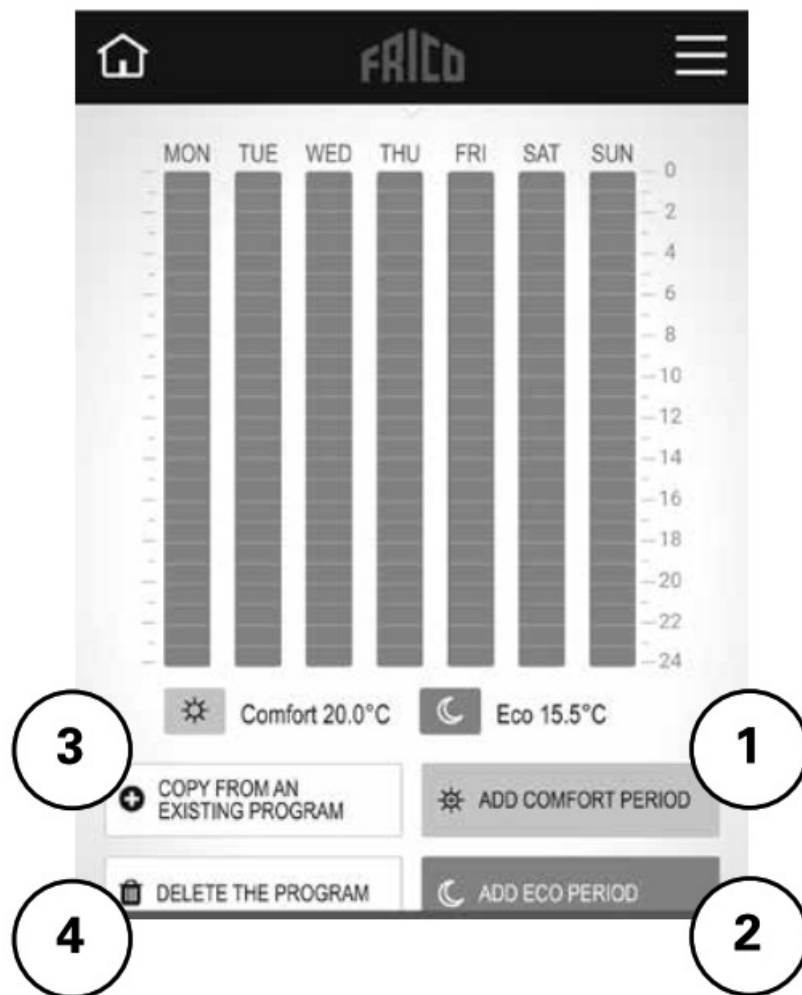 FRICO
MON TUE WED THU FRI SAT SUN
0
2
4
6
8
10
12
14
16
18
20
22
24
Comfort 20.0°C Eco 15.5°C
3
1
COPY FROM AN
EXISTING PROGRAM
ADD COMFORT PERIOD
DELETE THE PROGRAM
ADD ECO PERIOD
4
2